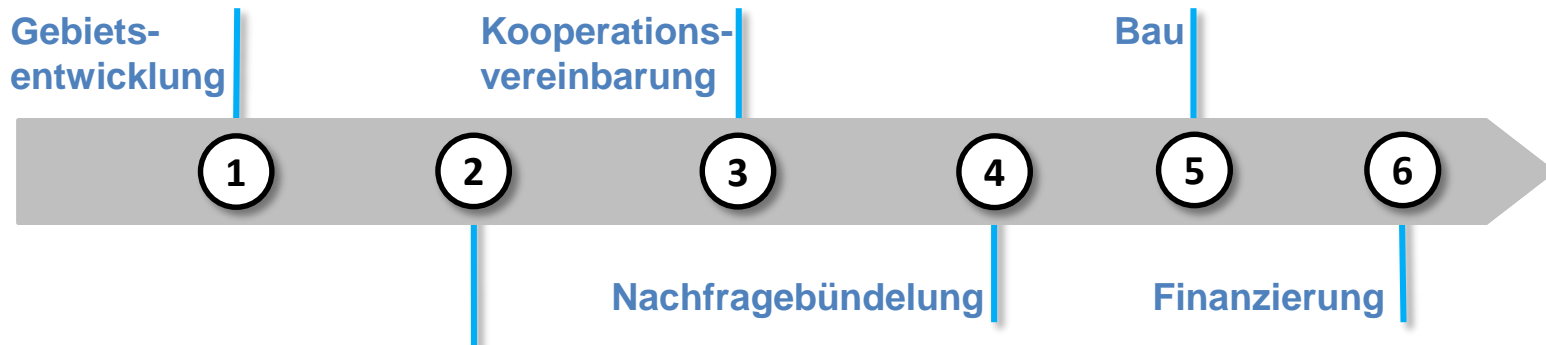 Gebiets-
entwicklung
Kooperations-
vereinbarung
Bau
1 2 3 4 5 6
Nachfragebündelung
Finanzierung